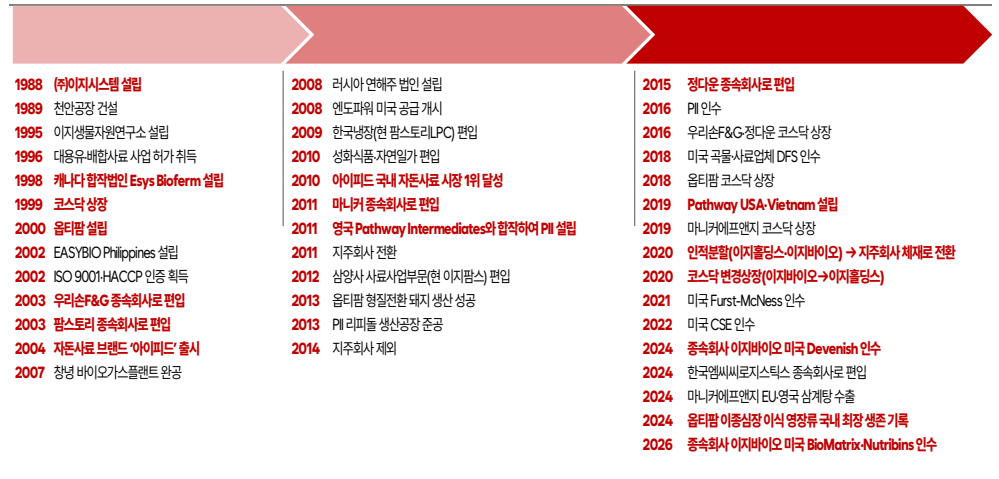 1988 ㈜이지시스템 설립
1989 천안공장 건설
1995 이지생물자원연구소 설립
1996 대용유·배합사료 사업 허가 취득
1998 캐나다 합작법인 Esys Bioferm 설립
1999 코스닥 상장
2000 옵티팜 설립
2002 EASYBIO Philippines 설립
2002 ISO 9001·HACCP 인증 획득
2003 우리손F&G 종속회사로 편입
2003 팜스토리 종속회사로 편입
2004 자돈사료 브랜드 ‘아이피드’ 출시
2007 창녕 바이오가스플랜트 완공
2008 러시아 연해주 법인 설립
2008 엔도파워 미국 공급 개시
2009 한국냉장(현 팜스토리LPC) 편입
2010 성화식품·자연일가 편입
2010 아이피드 국내 자돈사료 시장 1위 달성
2011 마니커 종속회사로 편입
2011 영국 Pathway Intermediates와 합작하여 PII 설립
2011 지주회사 전환
2012 삼양사 사료사업부문(현 이지팜스) 편입
2013 옵티팜 형질전환 돼지 생산 성공
2013 PII 리피돌 생산공장 준공
2014 지주회사 제외
2015 정다운 종속회사로 편입
2016 PII 인수
2016 우리손F&G·정다운 코스닥 상장
2018 미국 곡물·사료업체 DFS 인수
2018 옵티팜 코스닥 상장
2019 Pathway USA·Vietnam 설립
2019 마니커에프앤지 코스닥 상장
2020 인적분할(이지홀딩스·이지바이오) → 지주회사 체재로 전환
2020 코스닥 변경상장(이지바이오→이지홀딩스)
2021 미국 Furst-McNess 인수
2022 미국 CSE 인수
2024 종속회사 이지바이오 미국 Devenish 인수
2024 한국엠씨씨로지스틱스 종속회사로 편입
2024 마니커에프앤지 EU·영국 삼계탕 수출
2024 옵티팜 이종심장 이식 영장류 국내 최장 생존 기록
2026 종속회사 이지바이오 미국 BioMatrix·Nutribins 인수